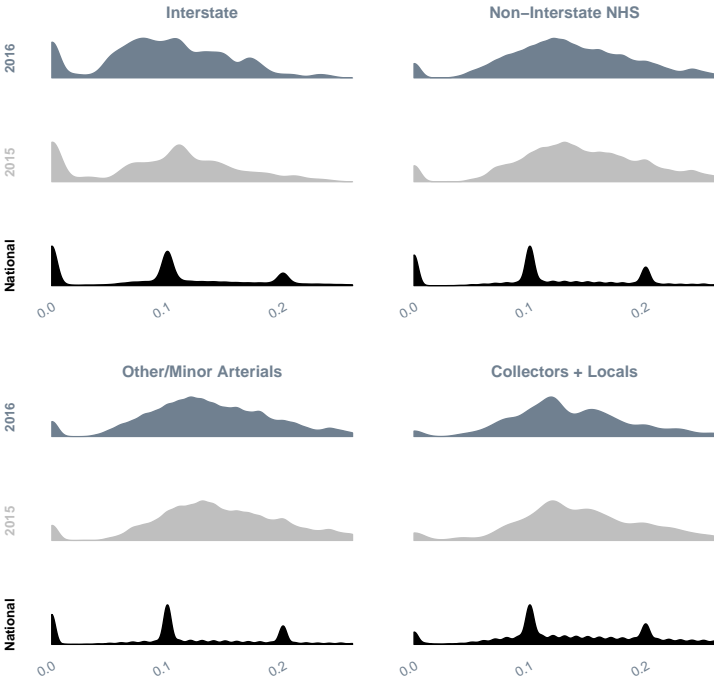 Interstate
Non−Interstate NHS
2016
2015
National
0.0 0.1 0.2
0.0 0.1 0.2
Other/Minor Arterials
Collectors + Locals
2016
2015
National
0.0 0.1 0.2
0.0 0.1 0.2